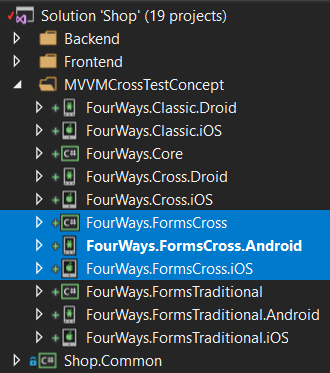 Solution 'Shop' (19 projects)
Backend
Frontend
MVVMCrossTestConcept
FourWays.Classic.Droid
FourWays.Classic.iOS
C# FourWays.Core
FourWays.Cross.Droid
FourWays.Cross.iOS
C# FourWays.FormsCross
FourWays.FormsCross.Android
FourWays.FormsCross.iOS
C# FourWays.FormsTraditional
FourWays.FormsTraditional.Android
FourWays.FormsTraditional.iOS
C# Shop.Common